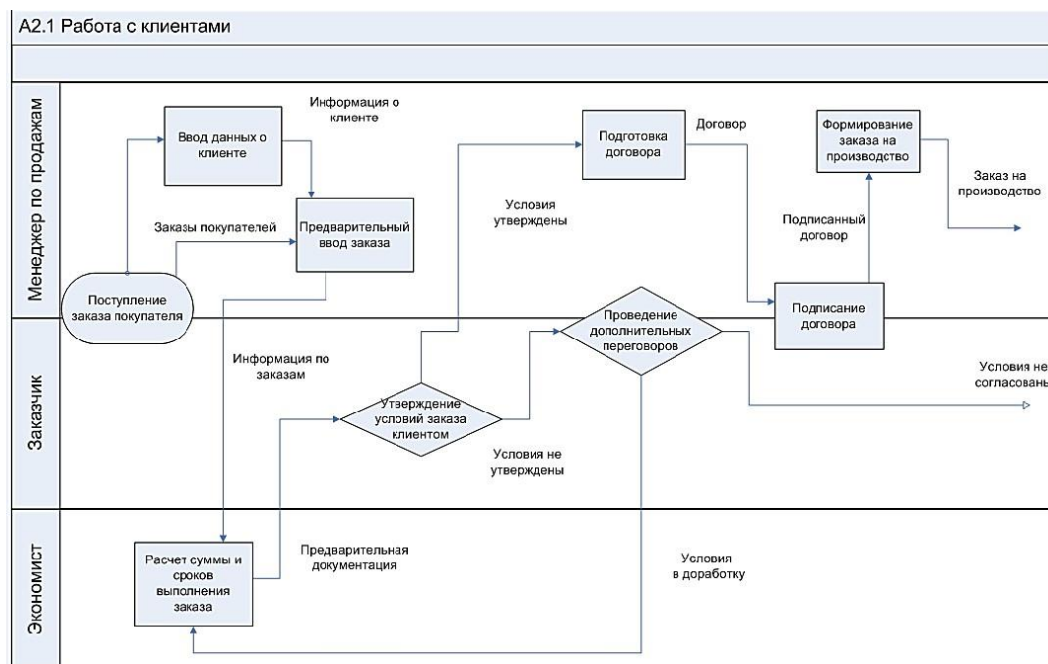 А2.1 Работа с клиентами
Менеджер по продажам
Информация о
клиенте
Ввод данных о
клиенте
Заказы покупателей
Предварительный
ввод заказа
Поступление
заказа покупателя
Условия
утверждены
Подготовка
договора
Договор
Формирование
заказа на
производство
Заказ на
производство
Подписанный
договор
Подписание
договора
Заказчик
Информация по
заказам
Утверждение
условий заказа
клиентом
Условия не
утверждены
Проведение
дополнительных
переговоров
Условия не
согласованы
Экономист
Расчет суммы и
сроков
выполнения
заказа
Предварительная
документация
Условия
в доработку